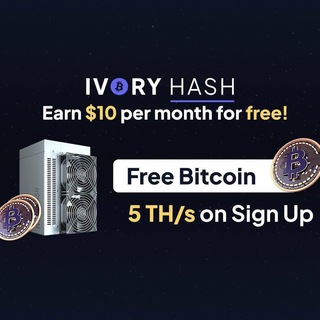 IVORY HASH
Earn $10 per month for free!
Free Bitcoin
5 TH/s on Sign Up